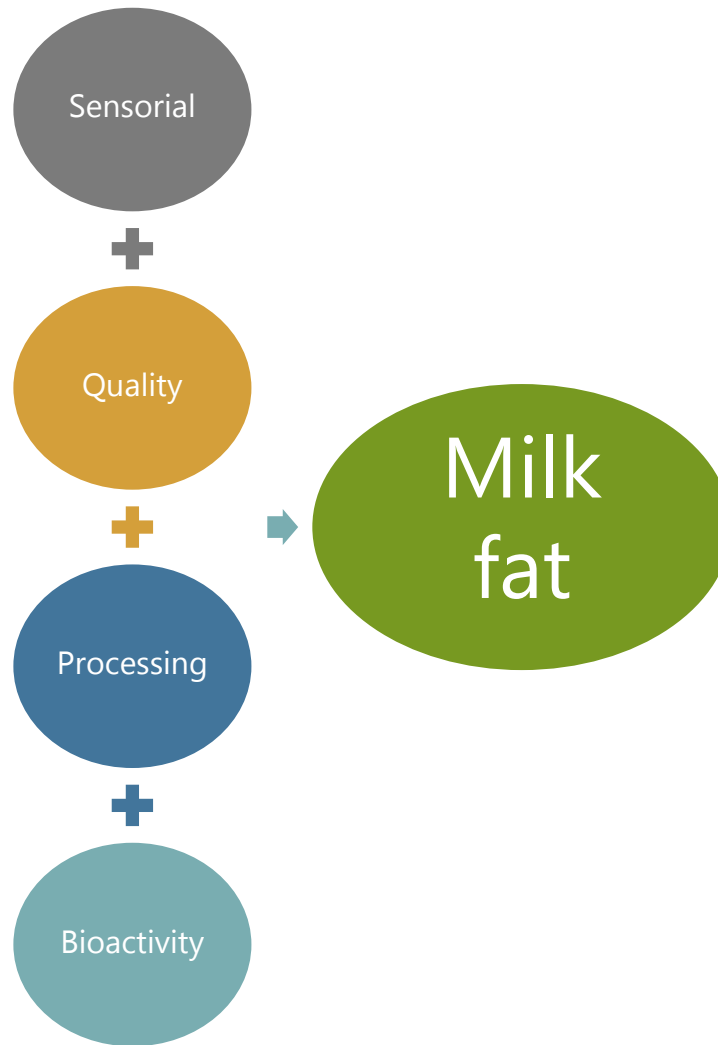 Sensorial
Quality
Processing
Bioactivity
Milk
fat